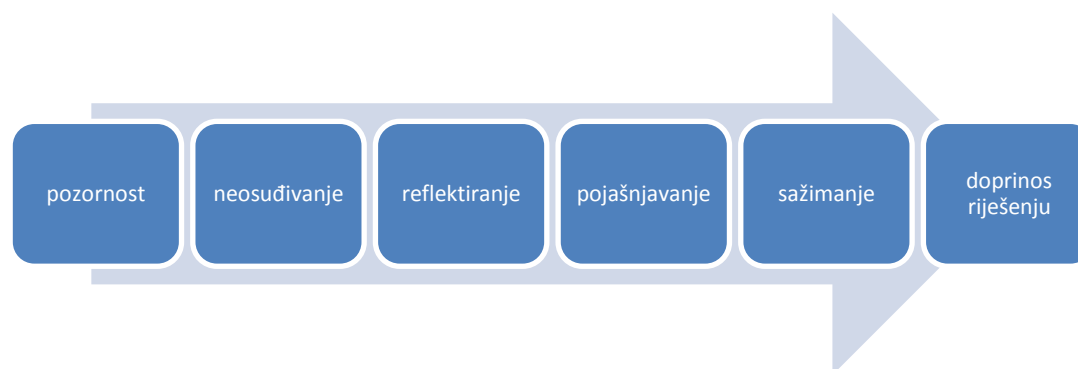 pozornost
neosuđivanje
reflektiranje
pojašnjavanje
sažimanje
doprinos
riješenju